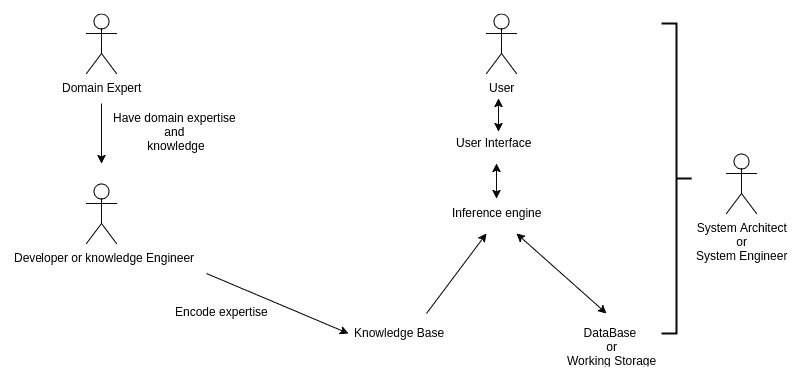 Domain Expert
User
Have domain expertise
and
knowledge
User Interface
Inference engine
System Architect
or
System Engineer
Developer or knowledge Engineer
Encode expertise
Knowledge Base
DataBase
or
Working Storage